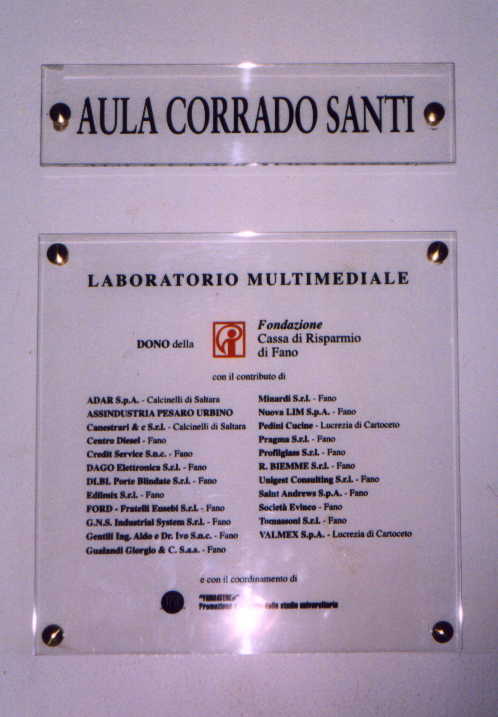 AULA CORRADO SANTI
LABORATORIO MULTIMEDIALE
DONO della
Fondazione
Cassa di Risparmio
di Fano
con il contributo di
ADAR S.p.A. - Calcinelli di Saltara
ASSINDUSTRIA PESARO URBINO
Canestrari & c S.r.l. - Calcinelli di Saltara
Centro Diesel - Fano
Credit Service S.n.c. - Fano
DAGO Elettronica S.r.l. - Fano
DI.BI. Porte Blindate S.r.l. - Fano
Edilmix S.r.l. - Fano
FORD - Fratelli Eusebi S.r.l. - Fano
G.N.S. Industrial System S.r.l. - Fano
Gentili Ing. Aldo e Dr. Ivo S.n.c. - Fano
Gualandi Giorgio & C. S.a.s. - Fano
Minardi S.r.l. - Fano
Nuova LIM S.p.A. - Fano
Pedini Cucine - Lucrezia di Cartoceto
Pragma S.r.l. - Fano
Profilglass S.r.l. - Fano
R. BIEMME S.r.l. - Fano
Unigest Consulting S.r.l. - Fano
Saint Andrews S.p.A. - Fano
Società Evinco - Fano
Tomassoni S.r.l. - Fano
VALMEX S.p.A. - Lucrezia di Cartoceto
e con il coordinamento di
"FANOATENEO"
Promozione dello studio universitario